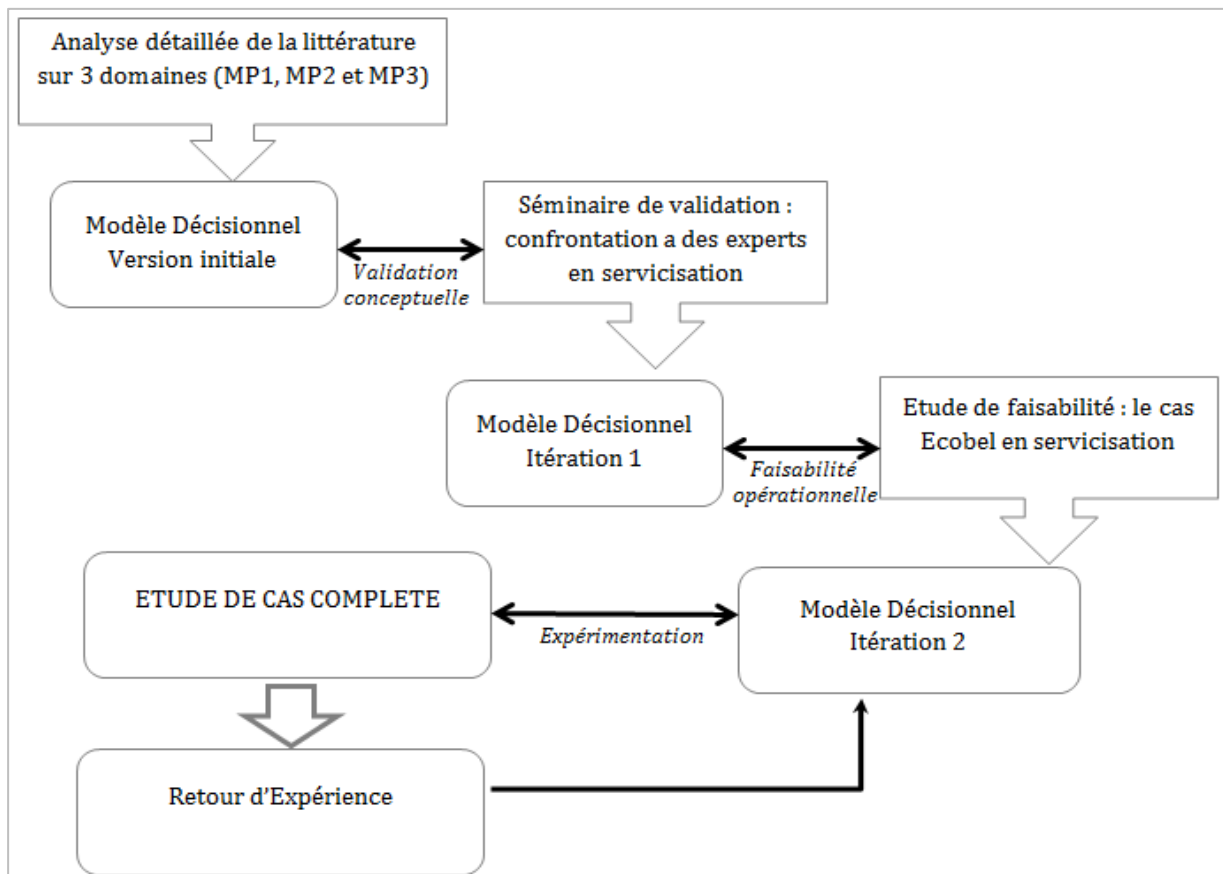 Analyse détaillée de la littérature
sur 3 domaines (MP1, MP2 et MP3)
Modèle Décisionnel
Version initiale
Validation
conceptuelle
Séminaire de validation :
confrontation a des experts
en servicisation
Modèle Décisionnel
Itération 1
Faisabilité
opérationnelle
Etude de faisabilité : le cas
Ecobel en servicisation
ETUDE DE CAS COMPLETE
Expérimentation
Modèle Décisionnel
Itération 2
Retour d’Expérience